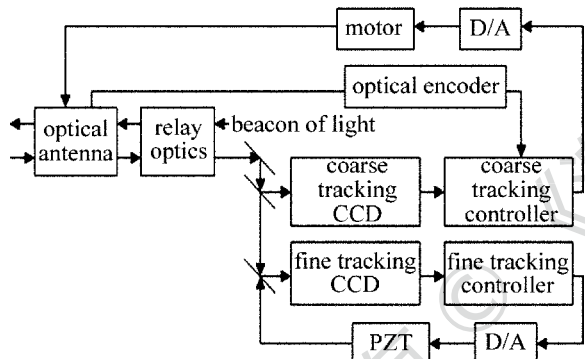 motor
D/A
optical encoder
optical
antenna
relay
optics
beacon of light
coarse
tracking
CCD
coarse
tracking
controller
fine tracking
CCD
fine tracking
controller
PZT
D/A